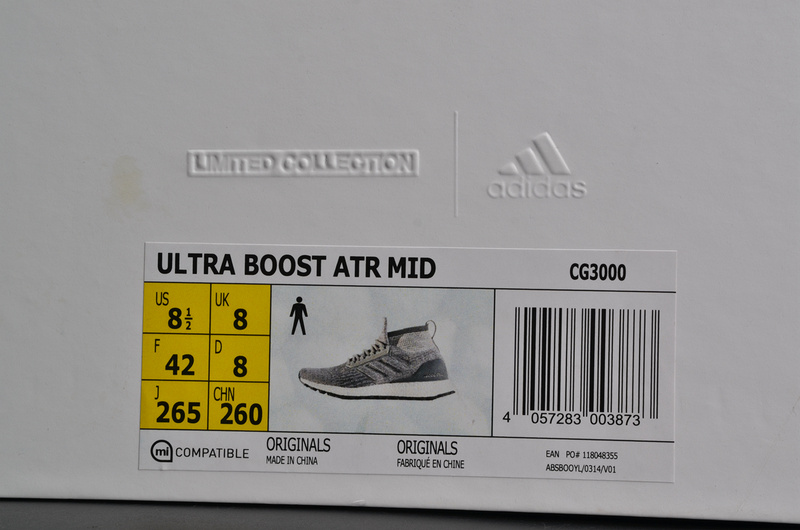 LIMITED COLLECTION
adidas
ULTRA BOOST ATR MID CG3000
US 8½ UK 8
F 42 D 8
J 265 CHN 260
4 057283 003873
mi COMPATIBLE
ORIGINALS
MADE IN CHINA
ORIGINALS
FABRIQUÉ EN CHINE
EAN PO# 118048355
ABSBOOYL/0314/V01